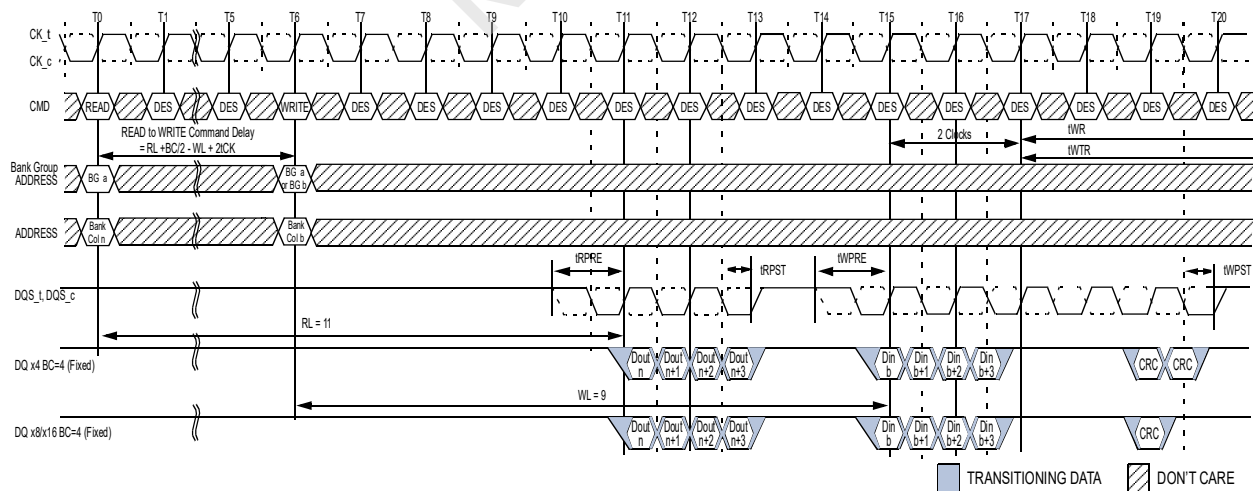 T0 T1 T5 T6 T7 T8 T9 T10 T11 T12 T13 T14 T15 T16 T17 T18 T19 T20
CK_t
CK_c
CMD READ DES DES WRITE DES DES DES DES DES DES DES DES DES DES DES DES DES DES
READ to WRITE Command Delay
= RL +BC/2 - WL + 2tCK
2 Clocks
tWR
tWTR
Bank Group
ADDRESS
BG a
BG a
or BG b
ADDRESS
Bank
Col n
Bank
Col b
tRPRE
tRPST
tWPRE
tWPST
DQS_t, DQS_c
RL = 11
DQ x4 BC=4 (Fixed)
Dout Dout Dout Dout Din Din Din Din
n n+1 n+2 n+3 b b+1 b+2 b+3
CRC CRC
WL = 9
DQ x8/x16 BC=4 (Fixed)
Dout Dout Dout Dout Din Din Din Din
n n+1 n+2 n+3 b b+1 b+2 b+3
CRC
TRANSITIONING DATA
DON'T CARE